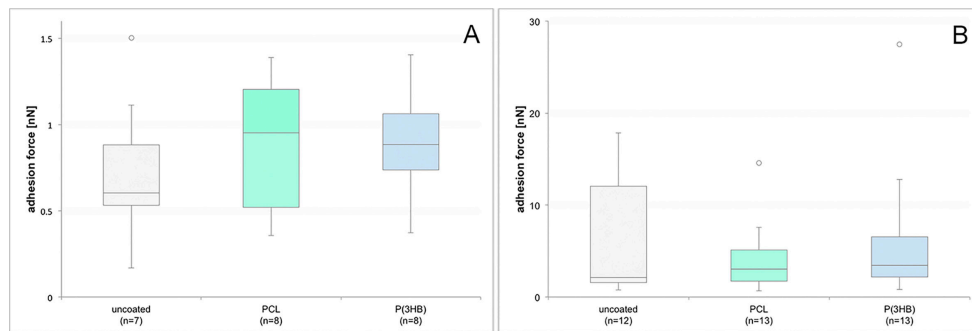 A
adhesion force [nN]
1.5
1
0.5
0
uncoated
(n=7)
PCL
(n=8)
P(3HB)
(n=8)
B
adhesion force [nN]
30
20
10
0
uncoated
(n=12)
PCL
(n=13)
P(3HB)
(n=13)